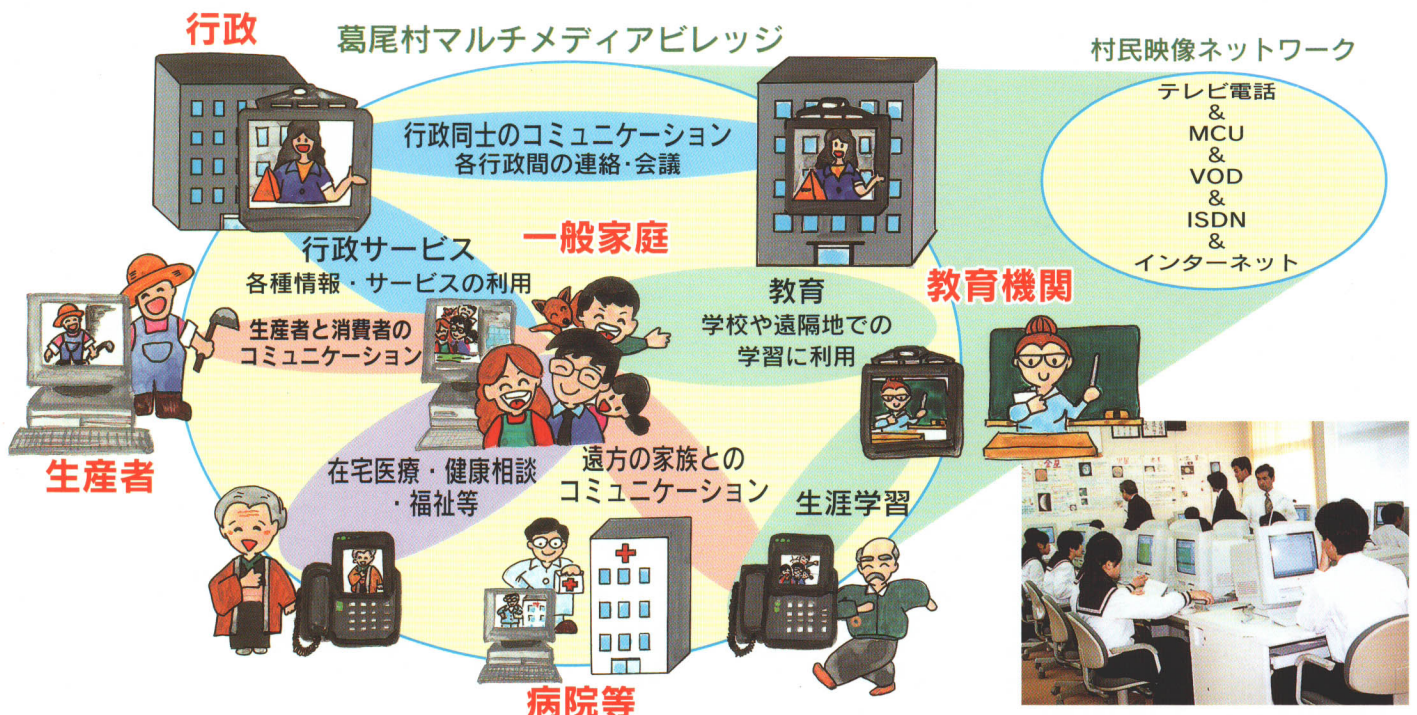 行政
葛尾村マルチメディアビレッジ
村民映像ネットワーク
テレビ電話
&
MCU
&
VOD
&
ISDN
&
インターネット
行政同士のコミュニケーション
各行政間の連絡・会議
行政サービス
各種情報・サービスの利用
一般家庭
教育
学校や遠隔地での
学習に利用
教育機関
生産者と消費者の
コミュニケーション
生産者
在宅医療・健康相談
・福祉等
遠方の家族との
コミュニケーション
生涯学習
病院等